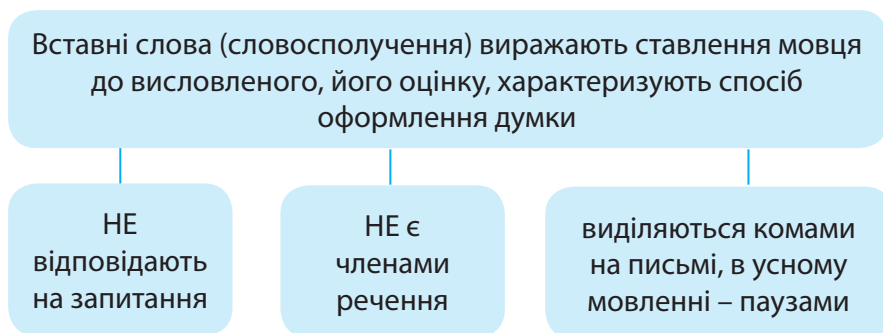 Вставні слова (словосполучення) виражають ставлення мовця
до висловленого, його оцінку, характеризують спосіб
оформлення думки
НЕ
відповідають
на запитання
НЕ є
членами
речення
виділяються комами
на письмі, в усному
мовленні – паузами